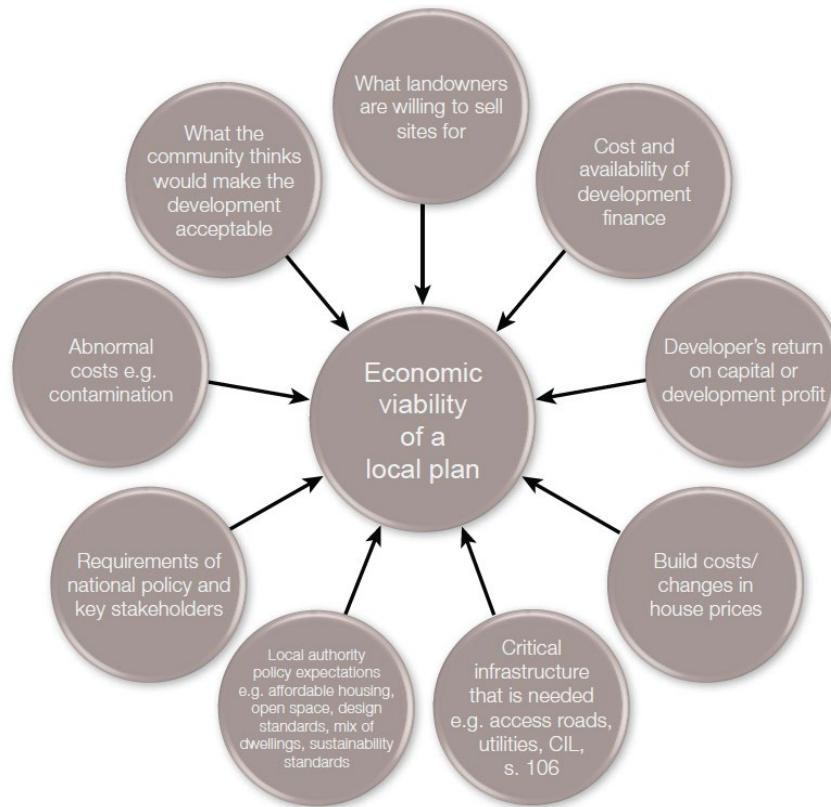 What landowners
are willing to sell
sites for
Cost and
availability of
development
finance
Developer's return
on capital or
development profit
Build costs/
changes in
house prices
Critical
infrastructure
that is needed
e.g. access roads,
utilities, CIL,
s. 106
Local authority
policy expectations
e.g. affordable housing,
open space, design
standards, mix of
dwellings, sustainability
standards
Requirements of
national policy and
key stakeholders
Abnormal
costs e.g.
contamination
What the
community thinks
would make the
development
acceptable
Economic
viability
of a
local plan